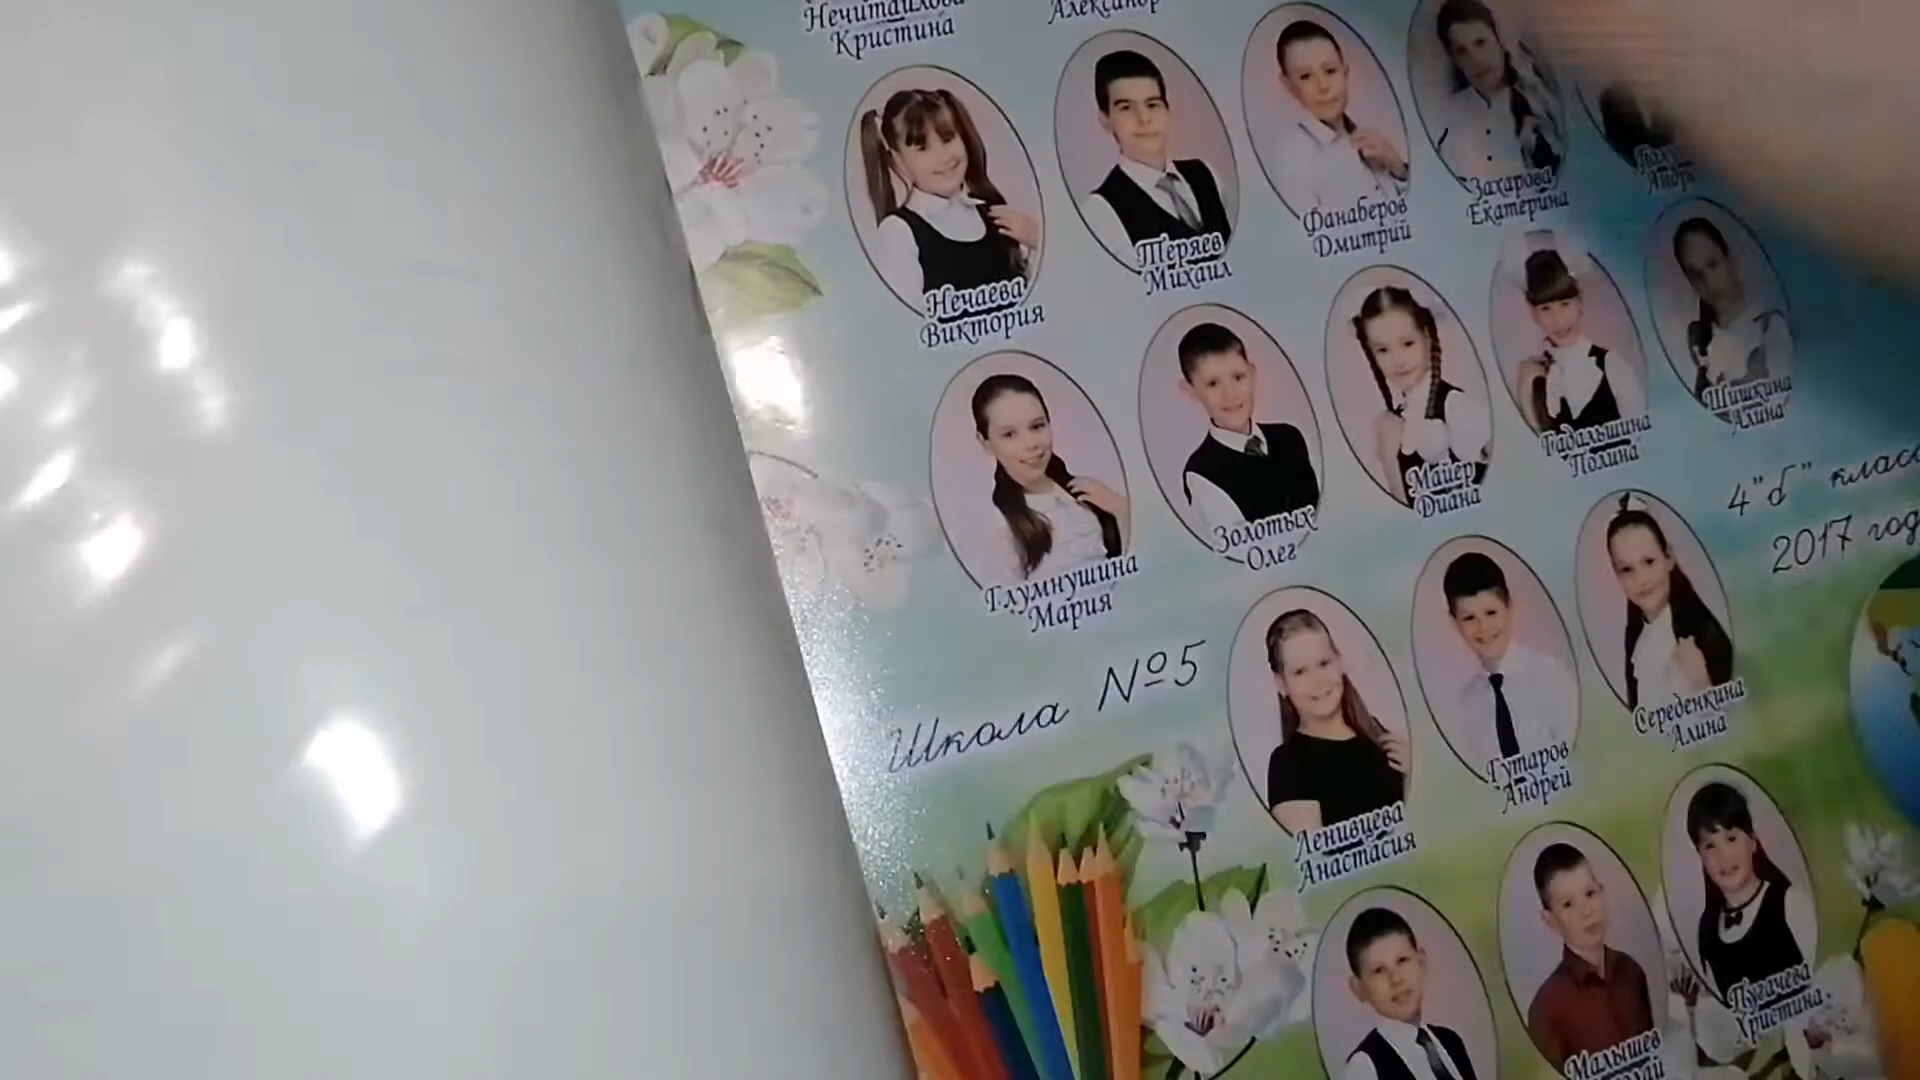 Нечитайлова
Кристина
Александр
Нечаева
Виктория
Теряев
Михаил
Фанаберов
Дмитрий
Захарова
Екатерина
Глумнушина
Мария
Золотых
Олег
Майер
Диана
Гадальшина
Полина
Шишкина
Алина
4"б" класс
2017 год
Школа №5
Ленивцева
Анастасия
Гутаров
Андрей
Середенкина
Алина
Малышев
Пугачева
Христина